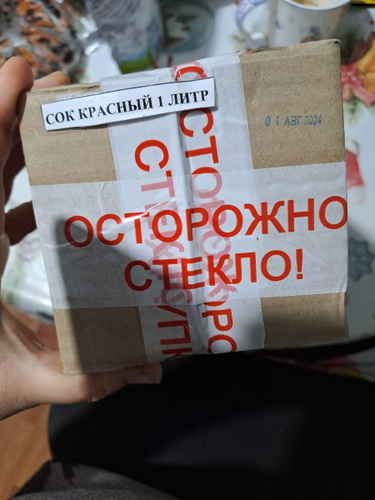 СОК КРАСНЫЙ 1 ЛИТР
01 АВГ 2024
ОСТОРОЖНО
СТЕКЛО!